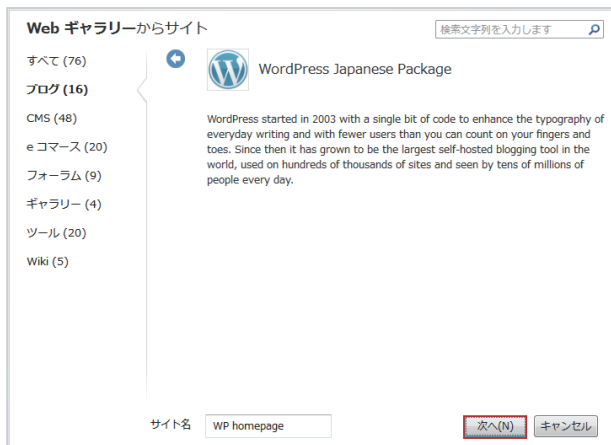 Web ギャラリーからサイト
検索文字列を入力します
すべて (76)
ブログ (16)
CMS (48)
e コマース (20)
フォーラム (9)
ギャラリー (4)
ツール (20)
Wiki (5)
WordPress Japanese Package
WordPress started in 2003 with a single bit of code to enhance the typography of
everyday writing and with fewer users than you can count on your fingers and
toes. Since then it has grown to be the largest self-hosted blogging tool in the
world, used on hundreds of thousands of sites and seen by tens of millions of
people every day.
サイト名 WP homepage 次へ(N) キャンセル